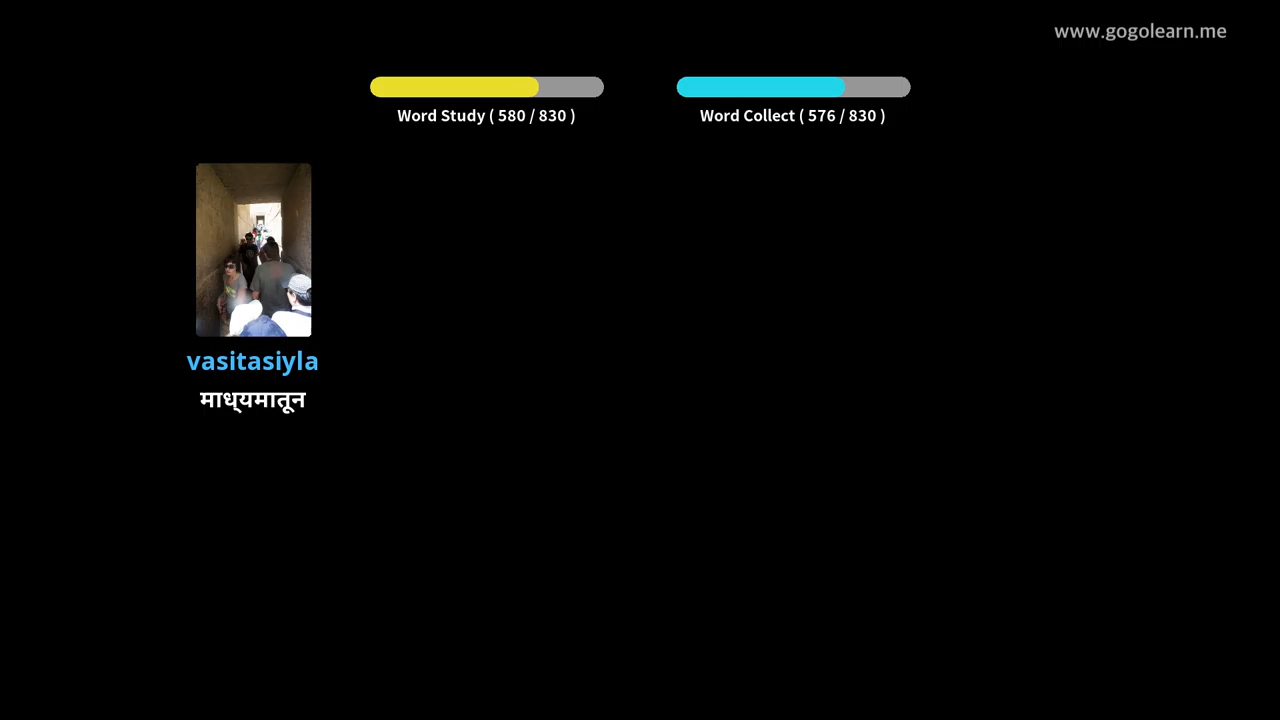 www.gogolearn.me
Word Study ( 580 / 830 )
Word Collect ( 576 / 830 )
vasitasiyla
माध्यमातून